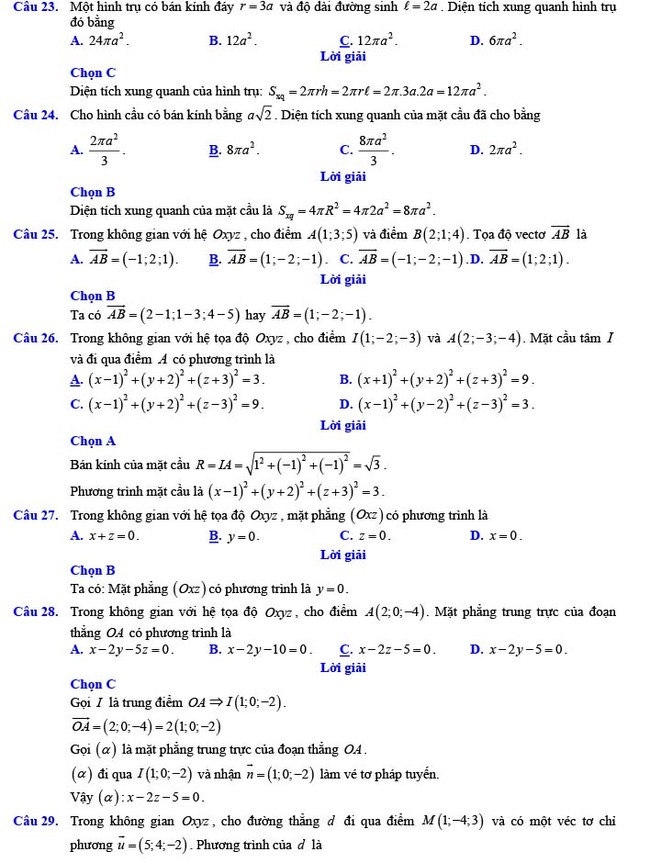 Câu 23. Một hình trụ có bán kính đáy r = 3a và độ dài đường sinh ℓ = 2a . Diện tích xung quanh hình trụ
đó bằng
A. 24πa². B. 12a². C. 12πa². D. 6πa².
Lời giải
Chọn C
Diện tích xung quanh của hình trụ: S_xq = 2πrh = 2πrℓ = 2π.3a.2a = 12πa².
Câu 24. Cho hình cầu có bán kính bằng a√2 . Diện tích xung quanh của mặt cầu đã cho bằng
A. 2πa²/3 . B. 8πa². C. 8πa²/3 . D. 2πa².
Lời giải
Chọn B
Diện tích xung quanh của mặt cầu là S_xq = 4πR² = 4π2a² = 8πa².
Câu 25. Trong không gian với hệ Oxyz , cho điểm A(1;3;5) và điểm B(2;1;4). Tọa độ vectơ AB là
A. AB = (−1;2;1). B. AB = (1;−2;−1). C. AB = (−1;−2;−1). D. AB = (1;2;1).
Lời giải
Chọn B
Ta có AB = (2−1;1−3;4−5) hay AB = (1;−2;−1).
Câu 26. Trong không gian với hệ tọa độ Oxyz , cho điểm I(1;−2;−3) và A(2;−3;−4). Mặt cầu tâm I
và đi qua điểm A có phương trình là
A. (x−1)² + (y+2)² + (z+3)² = 3. B. (x+1)² + (y+2)² + (z+3)² = 9.
C. (x−1)² + (y+2)² + (z−3)² = 9. D. (x−1)² + (y−2)² + (z−3)² = 3.
Lời giải
Chọn A
Bán kính của mặt cầu R = IA = √(1² + (−1)² + (−1)²) = √3 .
Phương trình mặt cầu là (x−1)² + (y+2)² + (z+3)² = 3.
Câu 27. Trong không gian với hệ tọa độ Oxyz , mặt phẳng (Oxz) có phương trình là
A. x + z = 0. B. y = 0. C. z = 0. D. x = 0.
Lời giải
Chọn B
Ta có: Mặt phẳng (Oxz) có phương trình là y = 0.
Câu 28. Trong không gian với hệ tọa độ Oxyz , cho điểm A(2;0;−4). Mặt phẳng trung trực của đoạn
thẳng OA có phương trình là
A. x − 2y − 5z = 0. B. x − 2y − 10 = 0. C. x − 2z − 5 = 0. D. x − 2y − 5 = 0.
Lời giải
Chọn C
Gọi I là trung điểm OA ⇒ I(1;0;−2).
OA = (2;0;−4) = 2(1;0;−2)
Gọi (α) là mặt phẳng trung trực của đoạn thẳng OA.
(α) đi qua I(1;0;−2) và nhận n = (1;0;−2) làm vé tơ pháp tuyến.
Vậy (α): x − 2z − 5 = 0.
Câu 29. Trong không gian Oxyz , cho đường thẳng d đi qua điểm M(1;−4;3) và có một véc tơ chỉ
phương u = (5;4;−2). Phương trình của d là